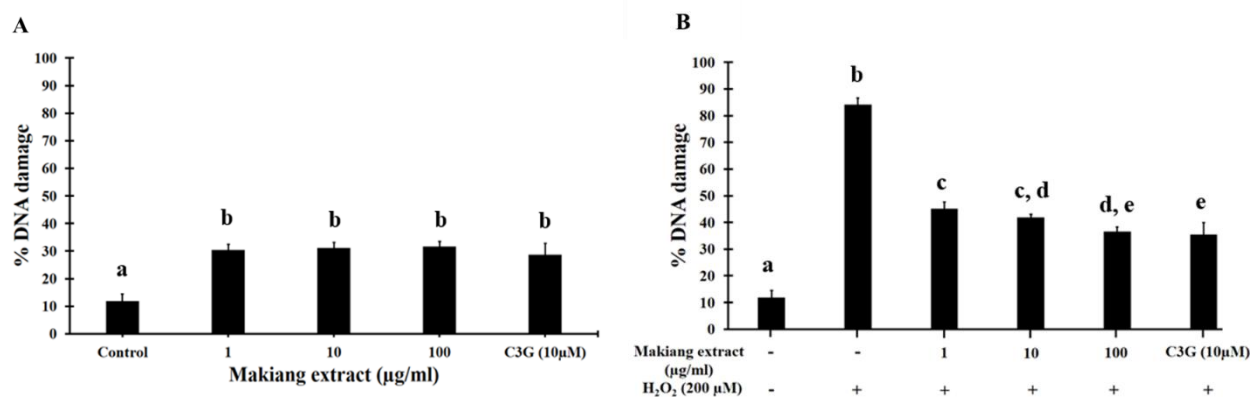 A
100
90
80
70
60
50
40
30
20
10
0
% DNA damage
a
b
b
b
b
Control
1
10
100
C3G (10μM)
Makiang extract (μg/ml)
B
100
90
80
70
60
50
40
30
20
10
0
% DNA damage
a
b
c
c, d
d, e
e
Makiang extract - - 1 10 100 C3G (10μM)
(μg/ml)
H₂O₂ (200 μM) - + + + + +